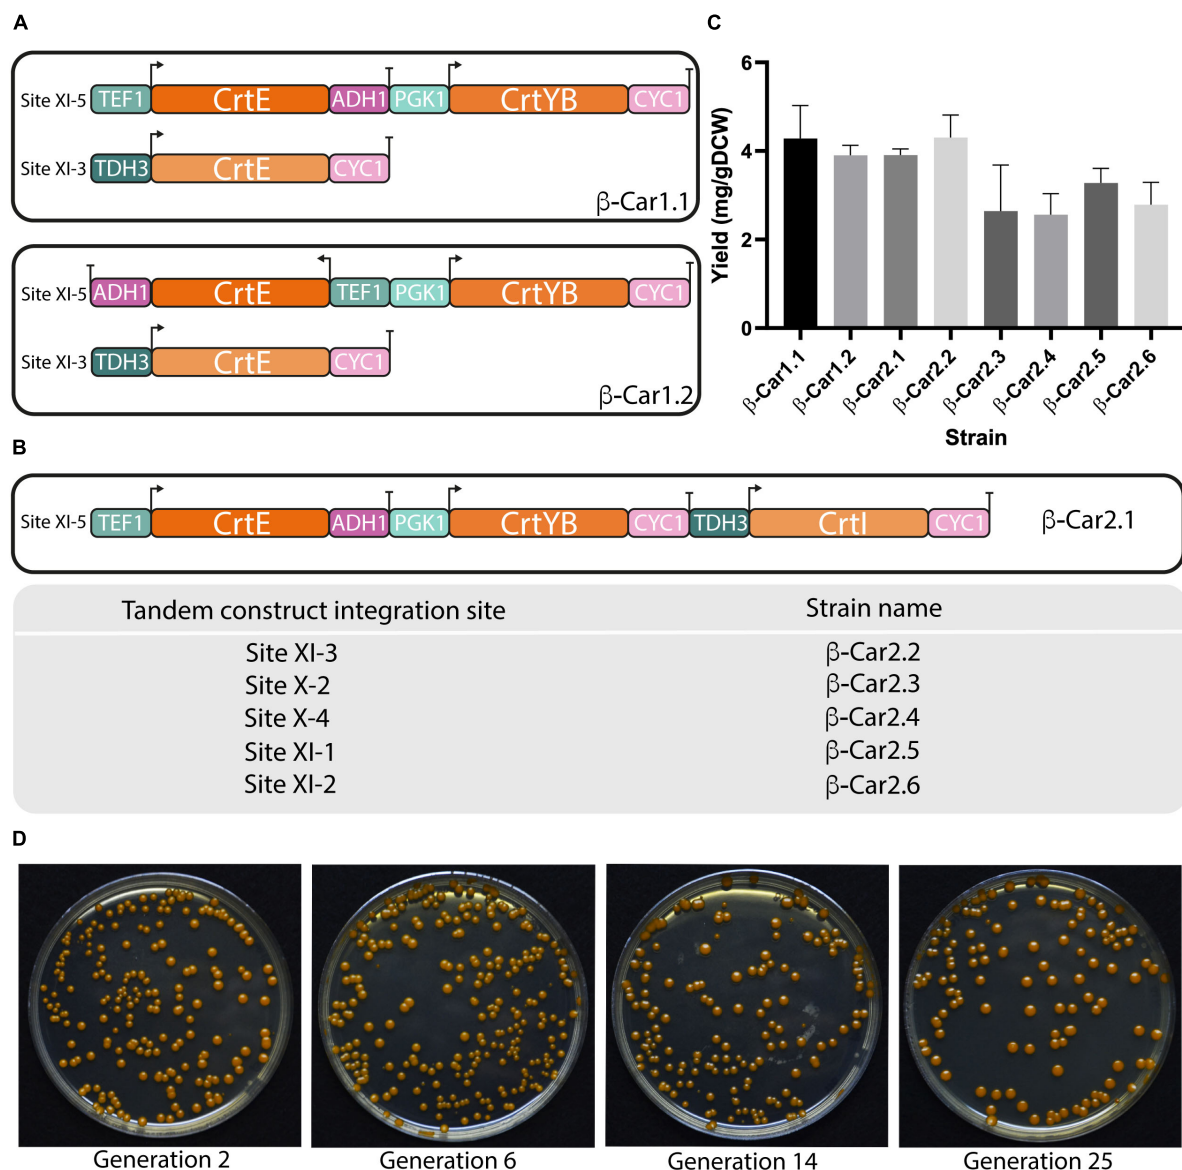 A
Site XI-5 TEF1 CrtE ADH1 PGK1 CrtYB CYC1
Site XI-3 TDH3 CrtE CYC1
β-Car1.1
Site XI-5 ADH1 CrtE TEF1 PGK1 CrtYB CYC1
Site XI-3 TDH3 CrtE CYC1
β-Car1.2
C
Yield (mg/gDCW)
6
4
2
0
β-Car1.1
β-Car1.2
β-Car2.1
β-Car2.2
β-Car2.3
β-Car2.4
β-Car2.5
β-Car2.6
Strain
B
Site XI-5 TEF1 CrtE ADH1 PGK1 CrtYB CYC1 TDH3 CrtI CYC1 β-Car2.1
Tandem construct integration site Strain name
Site XI-3 β-Car2.2
Site X-2 β-Car2.3
Site X-4 β-Car2.4
Site XI-1 β-Car2.5
Site XI-2 β-Car2.6
D
Generation 2 Generation 6 Generation 14 Generation 25